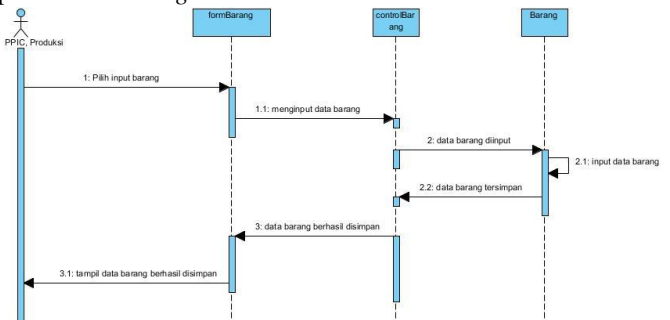 formBarang
controlBar
ang
Barang
PPIC, Produksi
1: Pilih input barang
1.1: menginput data barang
2: data barang diinput
2.1: input data barang
2.2: data barang tersimpan
3: data barang berhasil disimpan
3.1: tampil data barang berhasil disimpan